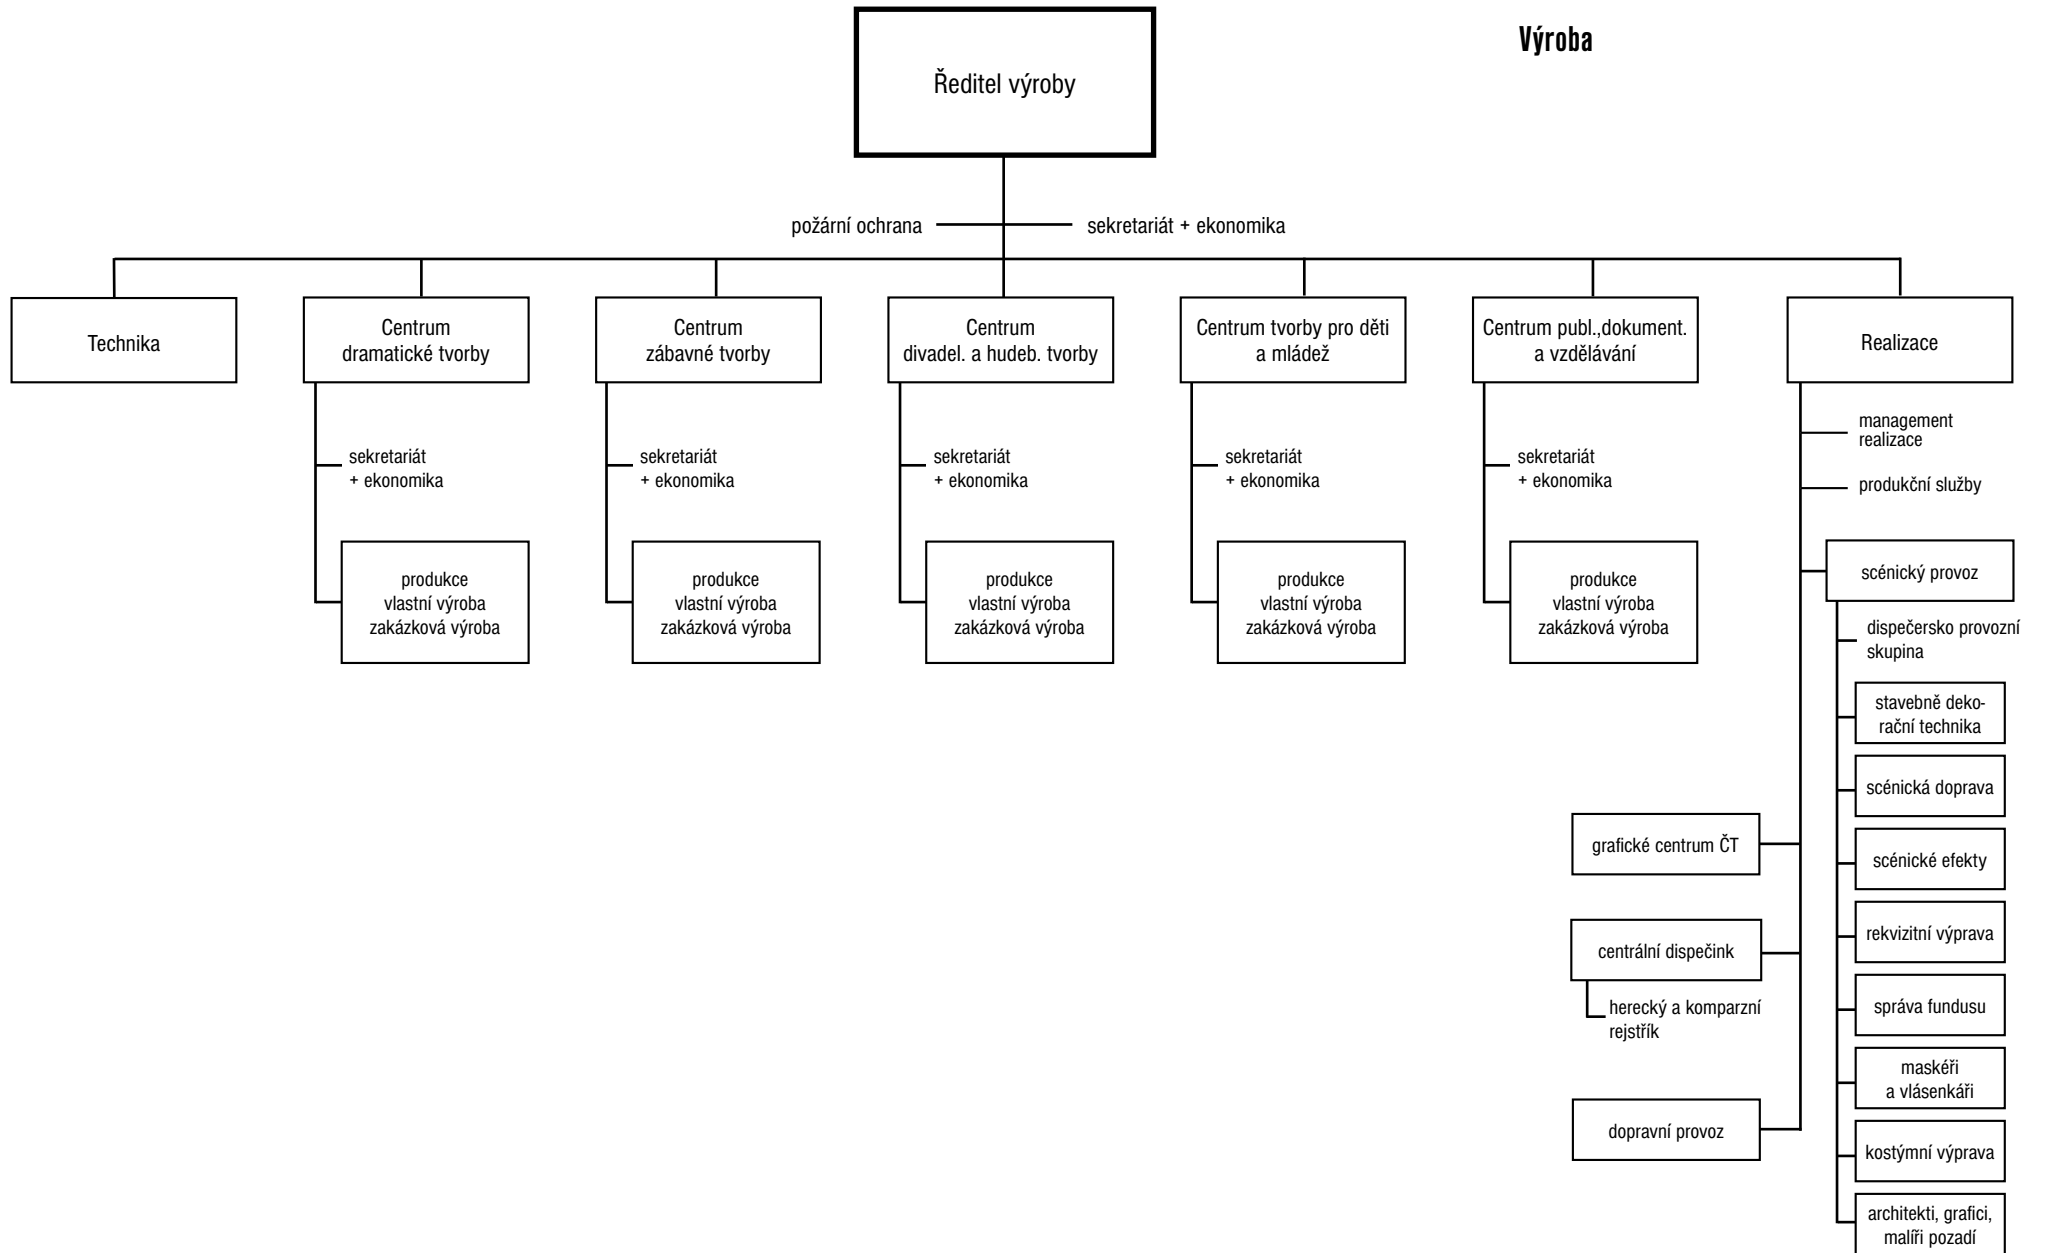 Výroba
Ředitel výroby
požární ochrana
sekretariát + ekonomika
Technika
Centrum
dramatické tvorby
Centrum
zábavné tvorby
Centrum
divadel. a hudeb. tvorby
Centrum tvorby pro děti
a mládež
Centrum publ.,dokument.
a vzdělávání
Realizace
sekretariát
+ ekonomika
sekretariát
+ ekonomika
sekretariát
+ ekonomika
sekretariát
+ ekonomika
sekretariát
+ ekonomika
management
realizace
produkční služby
produkce
vlastní výroba
zakázková výroba
produkce
vlastní výroba
zakázková výroba
produkce
vlastní výroba
zakázková výroba
produkce
vlastní výroba
zakázková výroba
produkce
vlastní výroba
zakázková výroba
scénický provoz
dispečersko provozní
skupina
stavebně deko-
rační technika
scénická doprava
grafické centrum ČT
scénické efekty
rekvizitní výprava
centrální dispečink
herecký a komparzní
rejstřík
správa fundusu
maskéři
a vlásenkáři
dopravní provoz
kostýmní výprava
architekti, grafici,
malíři pozadí